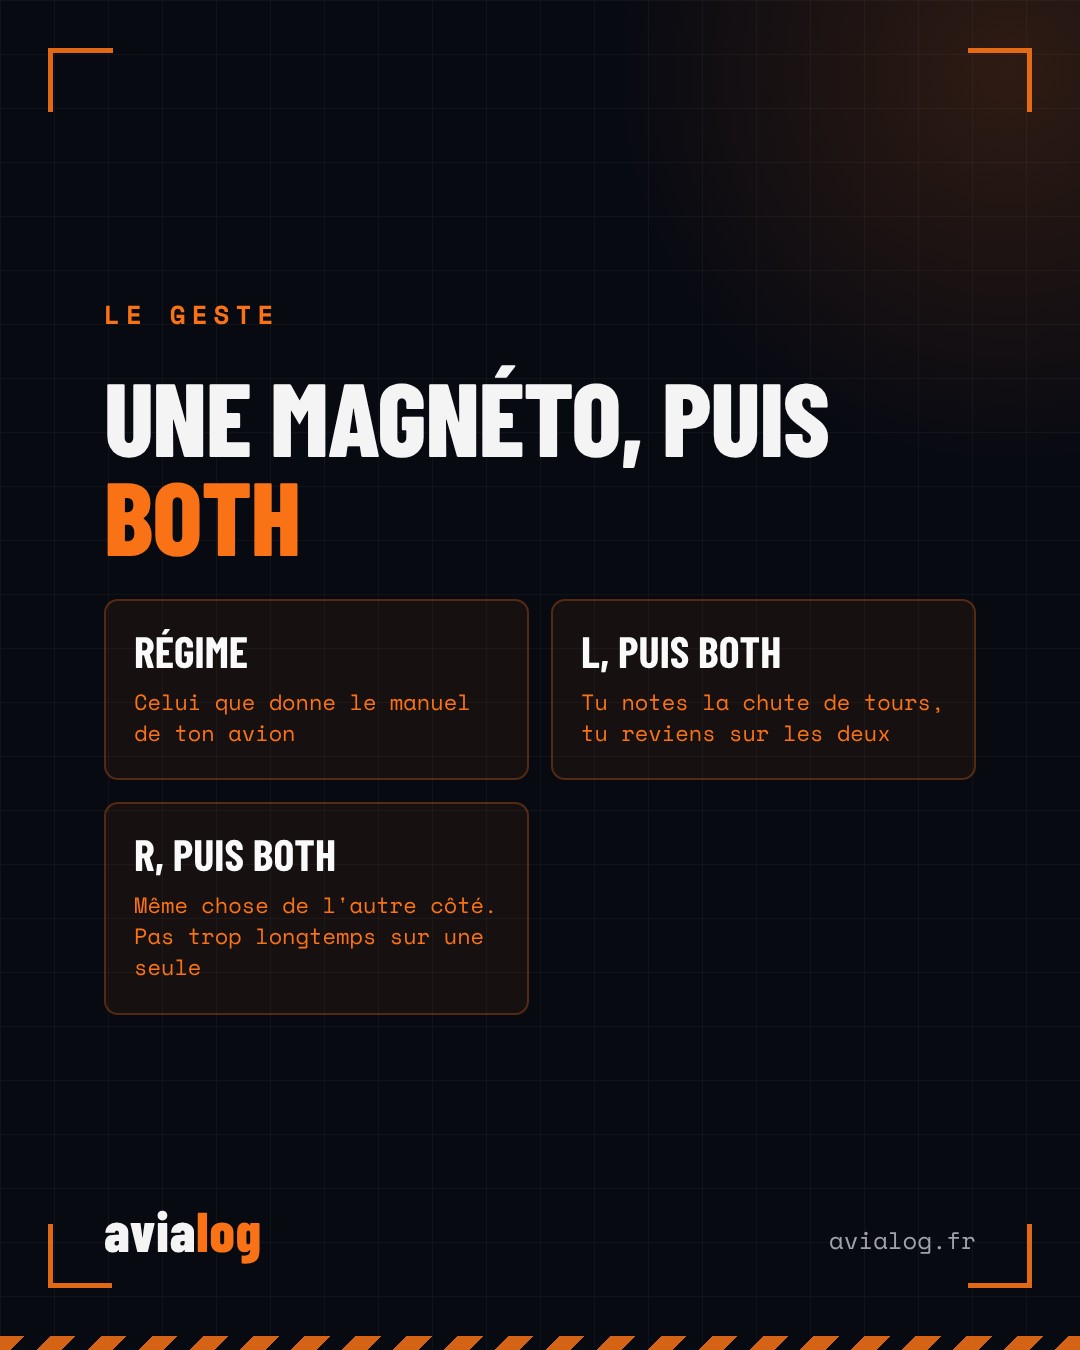 LE GESTE
UNE MAGNÉTO, PUIS
BOTH
RÉGIME
Celui que donne le manuel
de ton avion
L, PUIS BOTH
Tu notes la chute de tours,
tu reviens sur les deux
R, PUIS BOTH
Même chose de l'autre côté.
Pas trop longtemps sur une
seule
avialog
avialog.fr